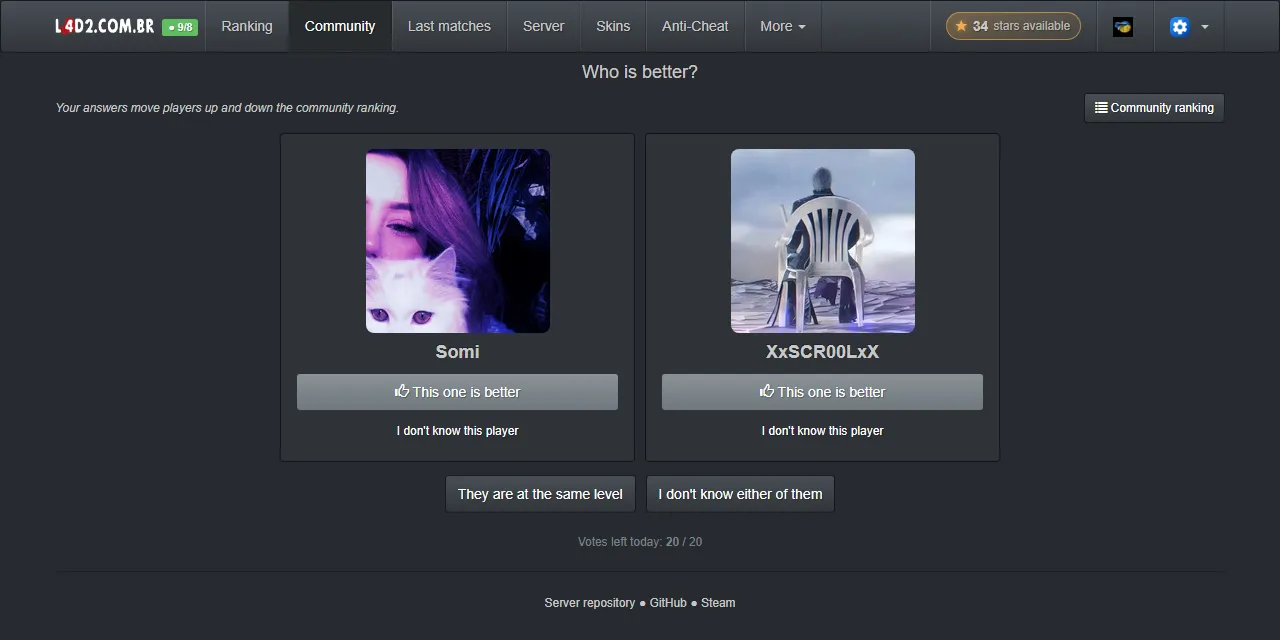 L4D2.COM.BR ● 9/8 Ranking Community Last matches Server Skins Anti-Cheat More ★ 34 stars available
Who is better?
Your answers move players up and down the community ranking.
Community ranking
Somi
XxSCR00LxX
This one is better
This one is better
I don't know this player
I don't know this player
They are at the same level
I don't know either of them
Votes left today: 20 / 20
Server repository ● GitHub ● Steam